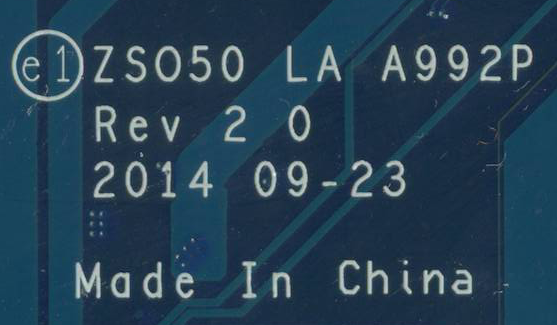 e1 ZSO50 LA A992P
Rev 2 0
2014 09-23
Made In China